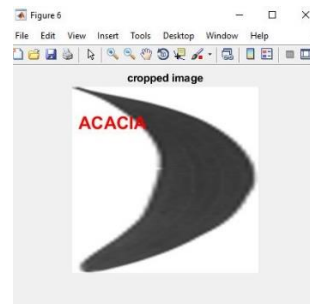 Figure 6
File Edit View Insert Tools Desktop Window Help
cropped image
ACACIA